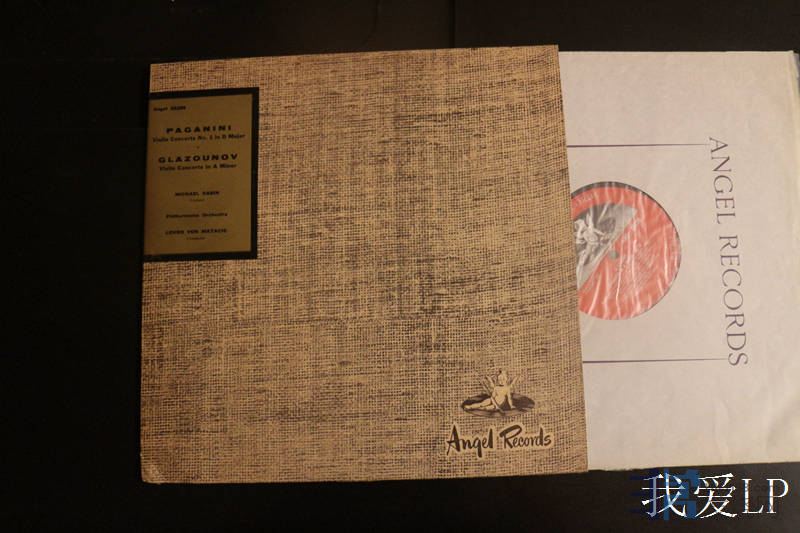 PAGANINI
Violin Concerto No. 1 in D Major
GLAZOUNOV
Violin Concerto in A Minor
MICHAEL RABIN
Philharmonia Orchestra
LOVRO VON MATACIC
Angel Records
ANGEL RECORDS
我爱LP